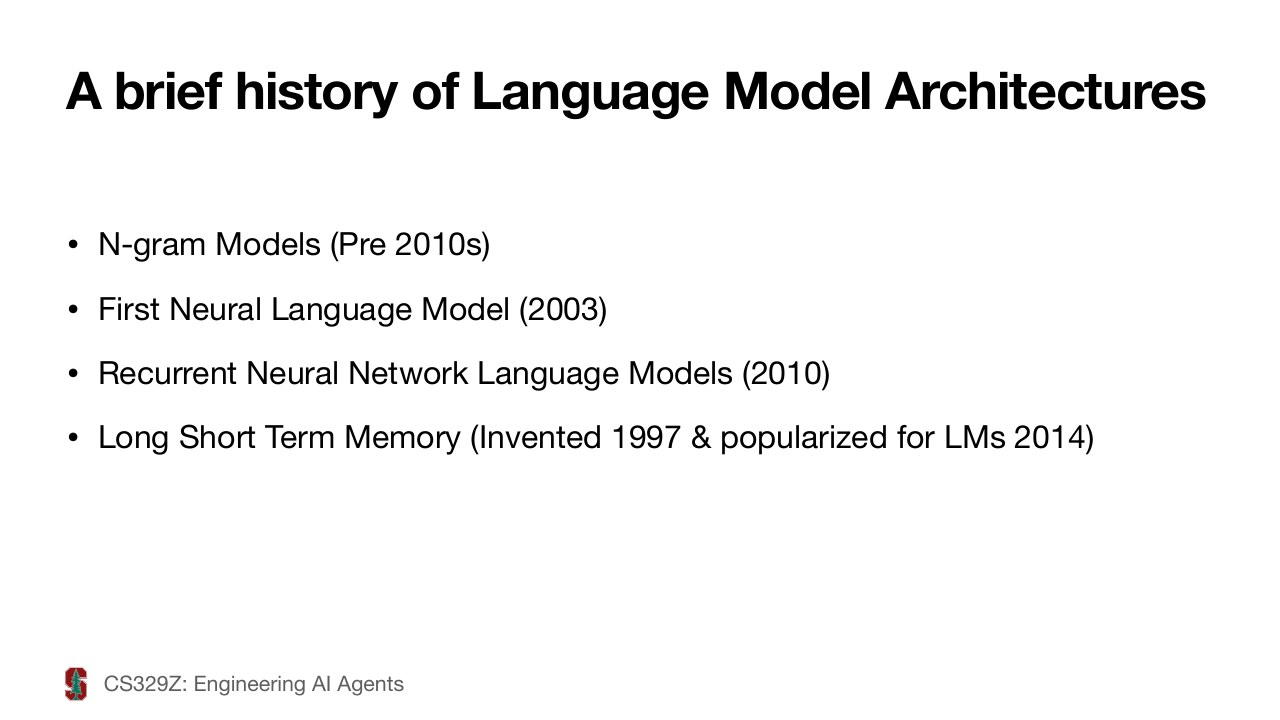 A brief history of Language Model Architectures
• N-gram Models (Pre 2010s)
• First Neural Language Model (2003)
• Recurrent Neural Network Language Models (2010)
• Long Short Term Memory (Invented 1997 & popularized for LMs 2014)
CS329Z: Engineering AI Agents